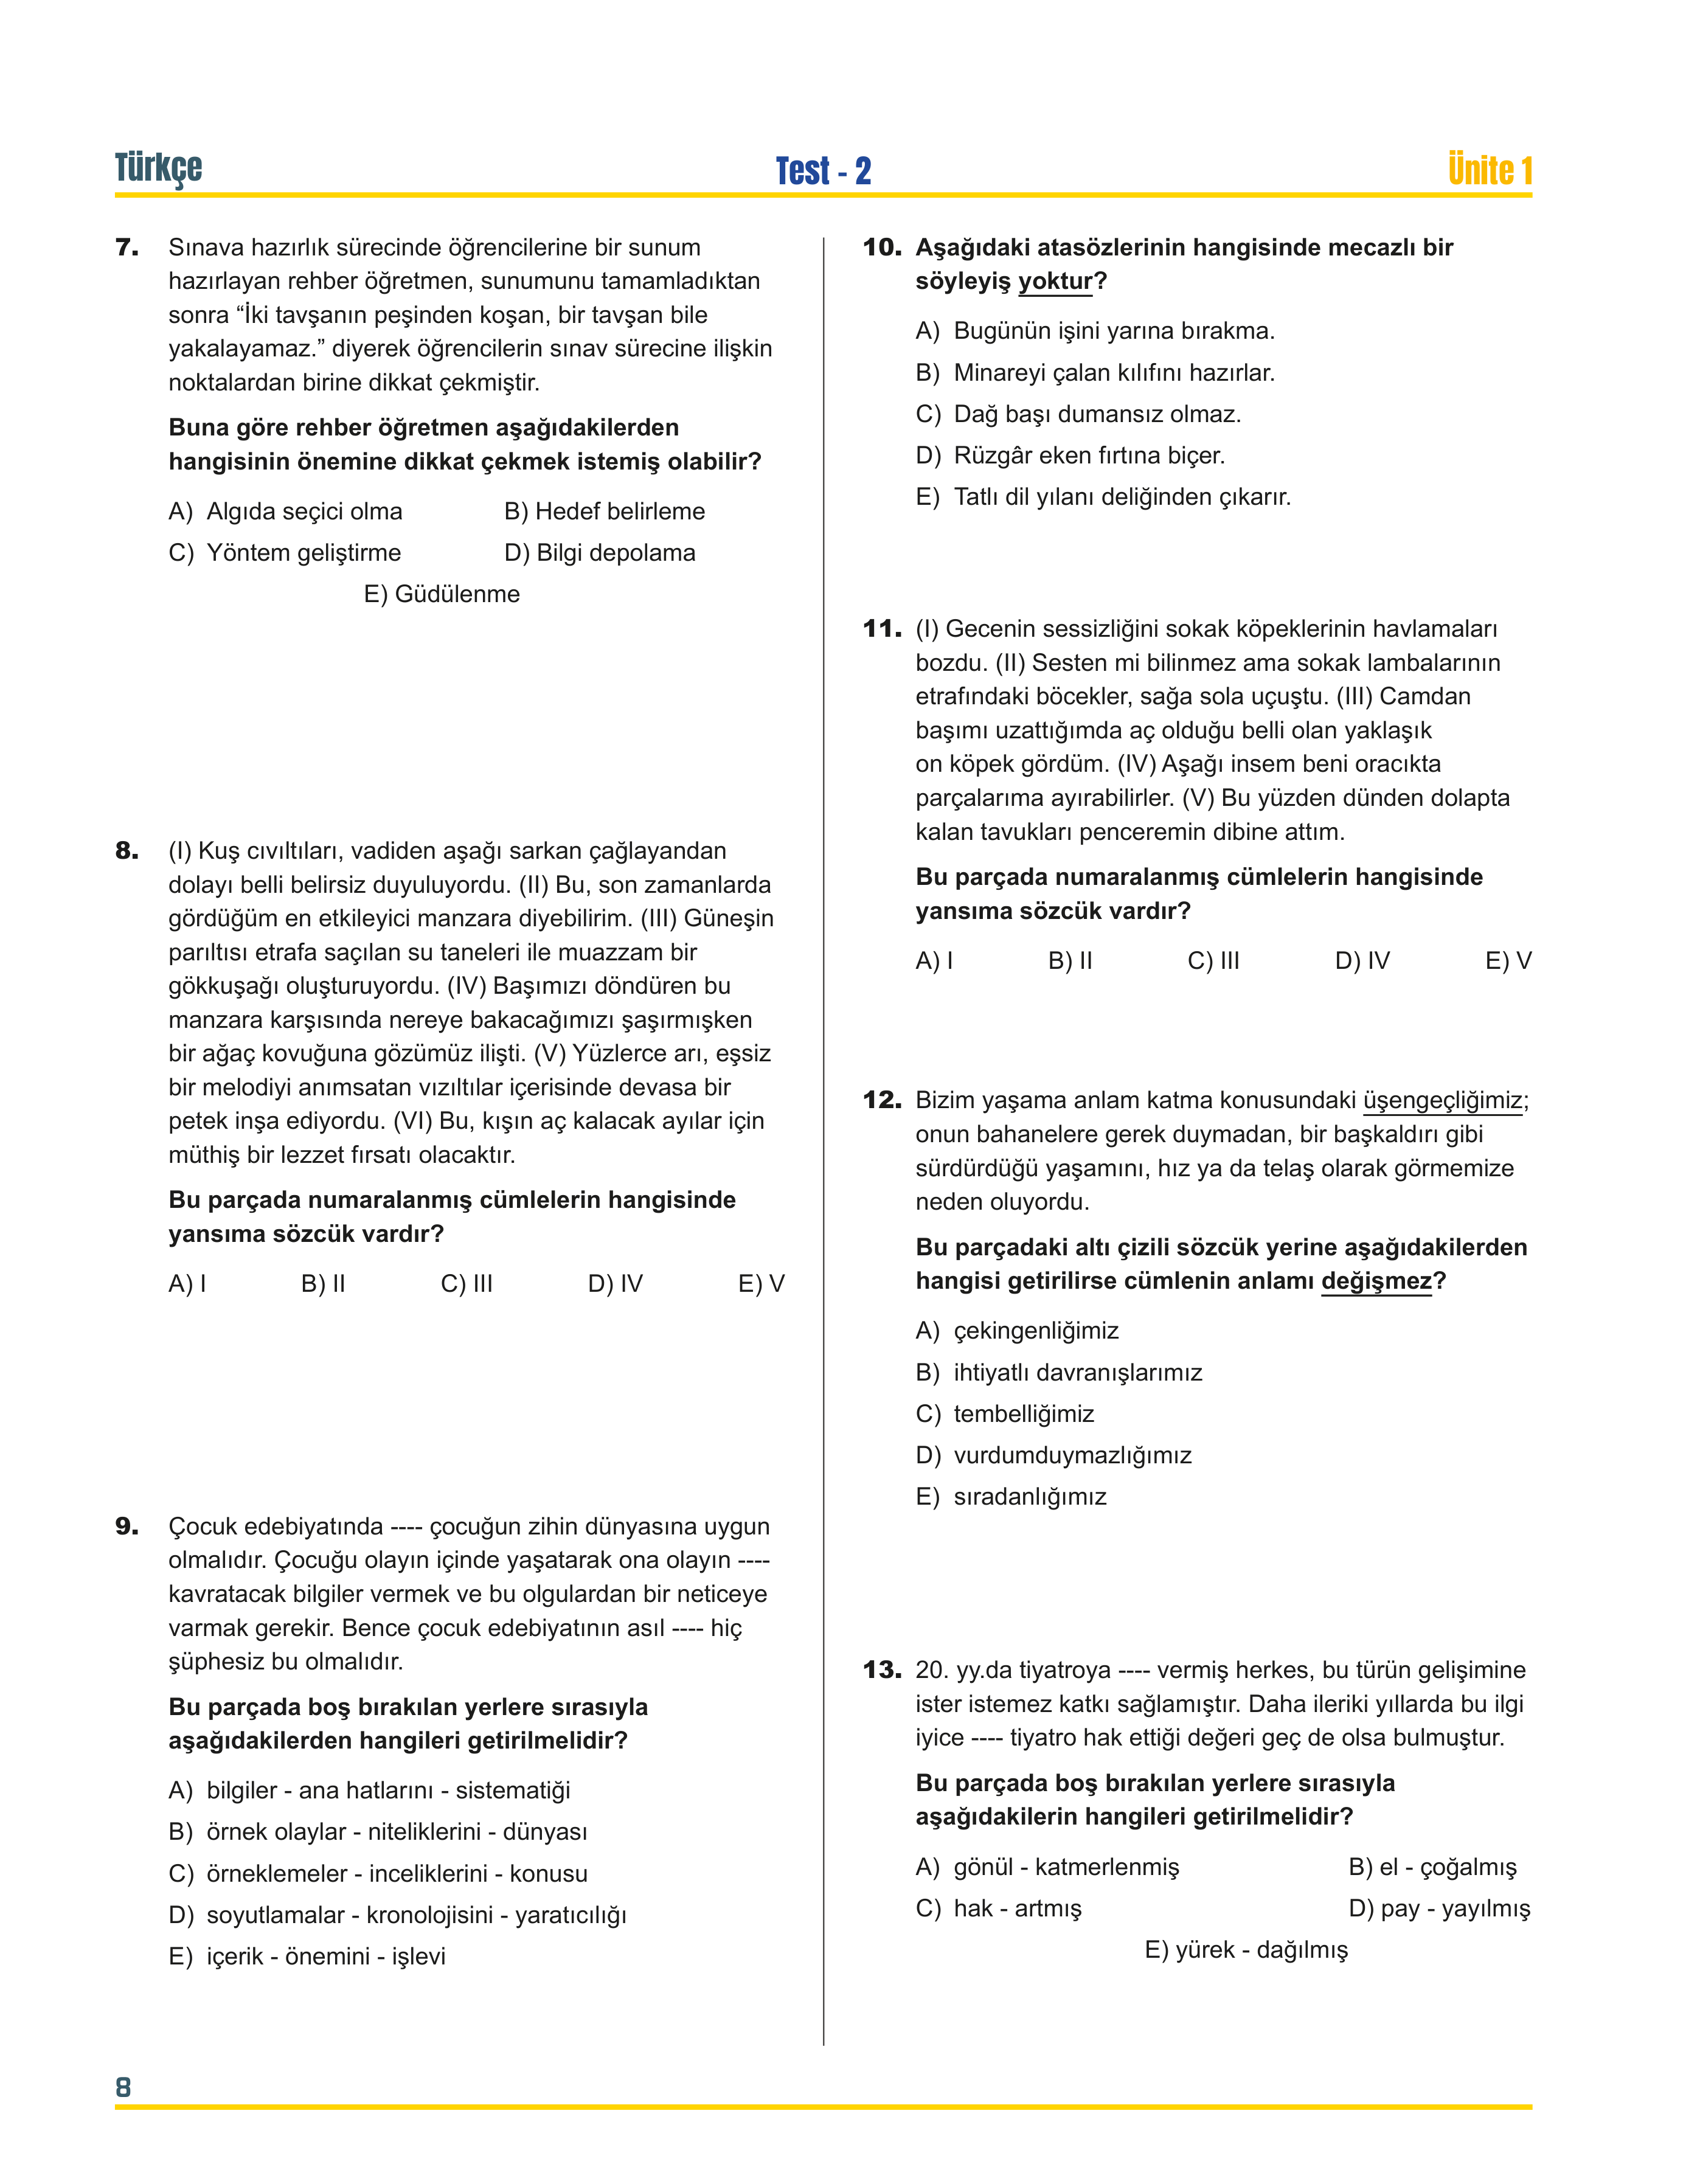 Türkçe
Test - 2
Ünite 1
7. Sınava hazırlık sürecinde öğrencilerine bir sunum
hazırlayan rehber öğretmen, sunumunu tamamladıktan
sonra “İki tavşanın peşinden koşan, bir tavşan bile
yakalayamaz.” diyerek öğrencilerin sınav sürecine ilişkin
noktalardan birine dikkat çekmiştir.
Buna göre rehber öğretmen aşağıdakilerden
hangisinin önemine dikkat çekmek istemiş olabilir?
A) Algıda seçici olma B) Hedef belirleme
C) Yöntem geliştirme D) Bilgi depolama
E) Güdülenme
8. (I) Kuş cıvıltıları, vadiden aşağı sarkan çağlayandan
dolayı belli belirsiz duyuluyordu. (II) Bu, son zamanlarda
gördüğüm en etkileyici manzara diyebilirim. (III) Güneşin
parıltısı etrafa saçılan su taneleri ile muazzam bir
gökkuşağı oluşturuyordu. (IV) Başımızı döndüren bu
manzara karşısında nereye bakacağımızı şaşırmışken
bir ağaç kovuğuna gözümüz ilişti. (V) Yüzlerce arı, eşsiz
bir melodiyi anımsatan vızıltılar içerisinde devasa bir
petek inşa ediyordu. (VI) Bu, kışın aç kalacak ayılar için
müthiş bir lezzet fırsatı olacaktır.
Bu parçada numaralanmış cümlelerin hangisinde
yansıma sözcük vardır?
A) I B) II C) III D) IV E) V
9. Çocuk edebiyatında ---- çocuğun zihin dünyasına uygun
olmalıdır. Çocuğu olayın içinde yaşatarak ona olayın ----
kavratacak bilgiler vermek ve bu olgulardan bir neticeye
varmak gerekir. Bence çocuk edebiyatının asıl ---- hiç
şüphesiz bu olmalıdır.
Bu parçada boş bırakılan yerlere sırasıyla
aşağıdakilerden hangileri getirilmelidir?
A) bilgiler - ana hatlarını - sistematiği
B) örnek olaylar - niteliklerini - dünyası
C) örneklemeler - inceliklerini - konusu
D) soyutlamalar - kronolojisini - yaratıcılığı
E) içerik - önemini - işlevi
10. Aşağıdaki atasözlerinin hangisinde mecazlı bir
söyleyiş yoktur?
A) Bugünün işini yarına bırakma.
B) Minareyi çalan kılıfını hazırlar.
C) Dağ başı dumansız olmaz.
D) Rüzgâr eken fırtına biçer.
E) Tatlı dil yılanı deliğinden çıkarır.
11. (I) Gecenin sessizliğini sokak köpeklerinin havlamaları
bozdu. (II) Sesten mi bilinmez ama sokak lambalarının
etrafındaki böcekler, sağa sola uçuştu. (III) Camdan
başımı uzattığımda aç olduğu belli olan yaklaşık
on köpek gördüm. (IV) Aşağı insem beni oracıkta
parçalarıma ayırabilirler. (V) Bu yüzden dünden dolapta
kalan tavukları penceremin dibine attım.
Bu parçada numaralanmış cümlelerin hangisinde
yansıma sözcük vardır?
A) I B) II C) III D) IV E) V
12. Bizim yaşama anlam katma konusundaki üşengeçliğimiz;
onun bahanelere gerek duymadan, bir başkaldırı gibi
sürdürdüğü yaşamını, hız ya da telaş olarak görmemize
neden oluyordu.
Bu parçadaki altı çizili sözcük yerine aşağıdakilerden
hangisi getirilirse cümlenin anlamı değişmez?
A) çekingenliğimiz
B) ihtiyatlı davranışlarımız
C) tembelliğimiz
D) vurdumduymazlığımız
E) sıradanlığımız
13. 20. yy.da tiyatroya ---- vermiş herkes, bu türün gelişimine
ister istemez katkı sağlamıştır. Daha ileriki yıllarda bu ilgi
iyice ---- tiyatro hak ettiği değeri geç de olsa bulmuştur.
Bu parçada boş bırakılan yerlere sırasıyla
aşağıdakilerin hangileri getirilmelidir?
A) gönül - katmerlenmiş B) el - çoğalmış
C) hak - artmış D) pay - yayılmış
E) yürek - dağılmış
8